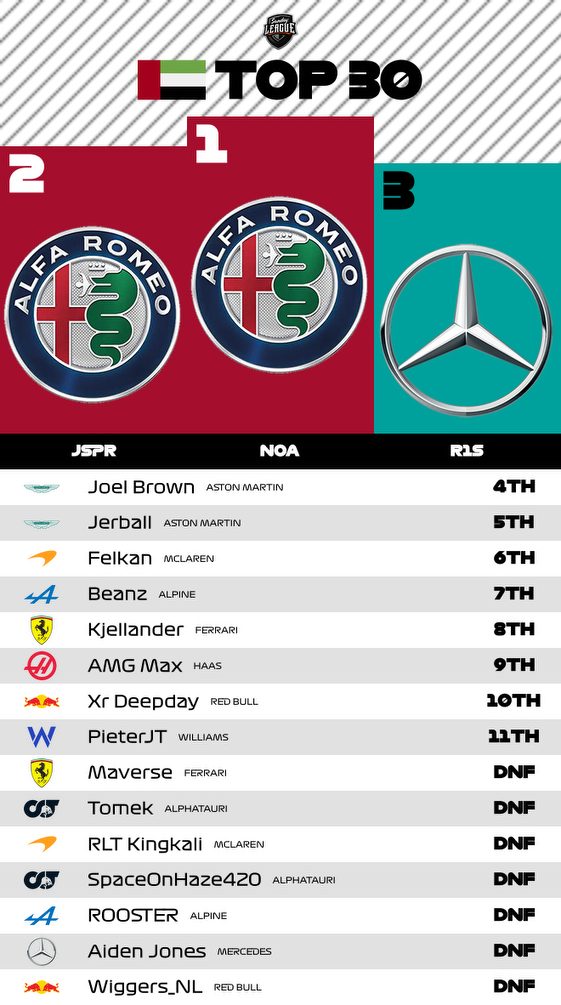 Sunday
LEAGUE
TOP 30
1
2
3
ALFA ROMEO
ALFA ROMEO
JSPR NOA R1S
Joel Brown ASTON MARTIN 4TH
Jerball ASTON MARTIN 5TH
Felkan MCLAREN 6TH
Beanz ALPINE 7TH
Kjellander FERRARI 8TH
AMG Max HAAS 9TH
Xr Deepday RED BULL 10TH
PieterJT WILLIAMS 11TH
Maverse FERRARI DNF
Tomek ALPHATAURI DNF
RLT Kingkali MCLAREN DNF
SpaceOnHaze420 ALPHATAURI DNF
ROOSTER ALPINE DNF
Aiden Jones MERCEDES DNF
Wiggers_NL RED BULL DNF